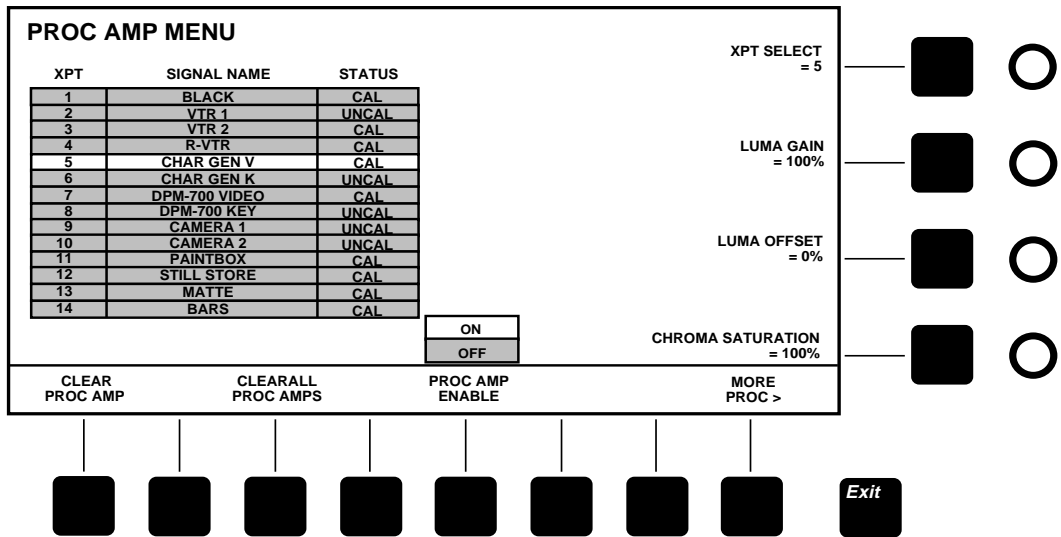 PROC AMP MENU
XPT SIGNAL NAME STATUS
1 BLACK CAL
2 VTR 1 UNCAL
3 VTR 2 CAL
4 R-VTR CAL
5 CHAR GEN V CAL
6 CHAR GEN K UNCAL
7 DPM-700 VIDEO CAL
8 DPM-700 KEY UNCAL
9 CAMERA 1 UNCAL
10 CAMERA 2 UNCAL
11 PAINTBOX CAL
12 STILL STORE CAL
13 MATTE CAL
14 BARS CAL
XPT SELECT
= 5
LUMA GAIN
= 100%
LUMA OFFSET
= 0%
CHROMA SATURATION
= 100%
ON
OFF
CLEAR
PROC AMP
CLEARALL
PROC AMPS
PROC AMP
ENABLE
MORE
PROC >
Exit